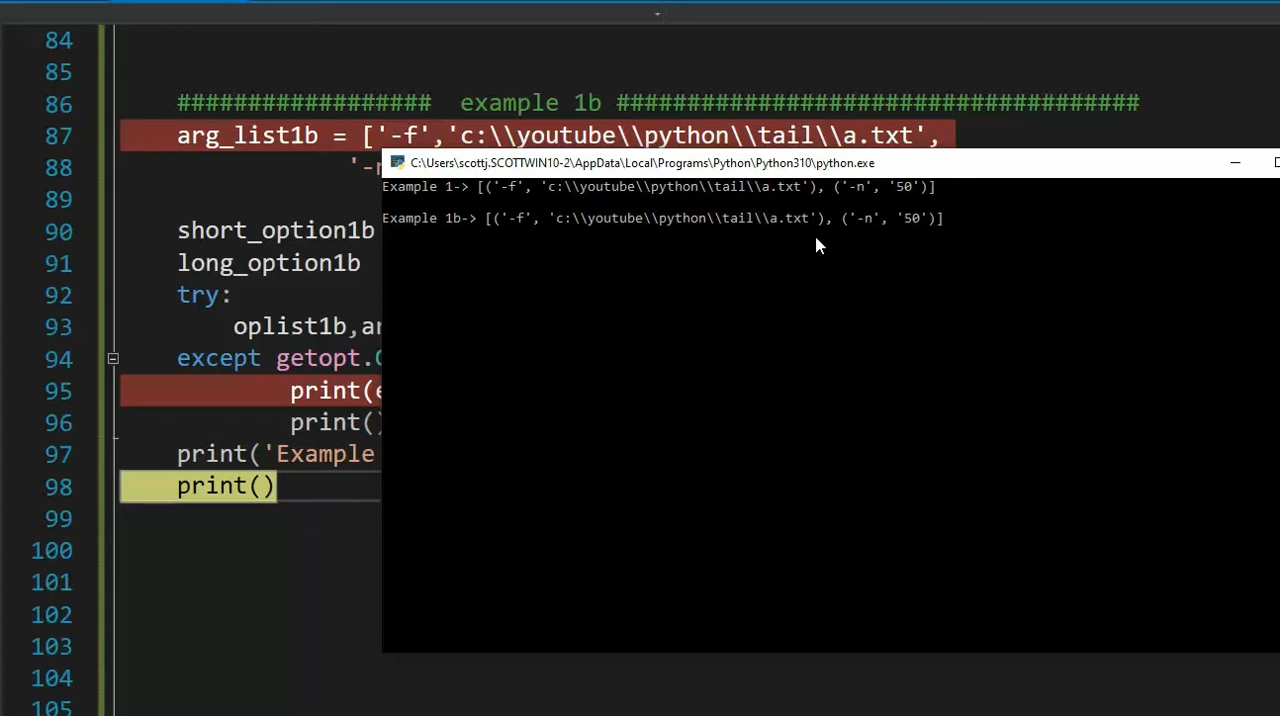 84
85
86 ################## example 1b #####################################
87 arg_list1b = ['-f','c:\\youtube\\python\\tail\\a.txt',
88
C:\Users\scottj.SCOTTWIN10-2\AppData\Local\Programs\Python\Python310\python.exe
Example 1-> [('-f', 'c:\\youtube\\python\\tail\\a.txt'), ('-n', '50')]
Example 1b-> [('-f', 'c:\\youtube\\python\\tail\\a.txt'), ('-n', '50')]
89
90 short_option1b
91 long_option1b
92 try:
93 oplist1b,
94 except getopt.
95 print(
96 print()
97 print('Example
98 print()
99
100
101
102
103
104
105